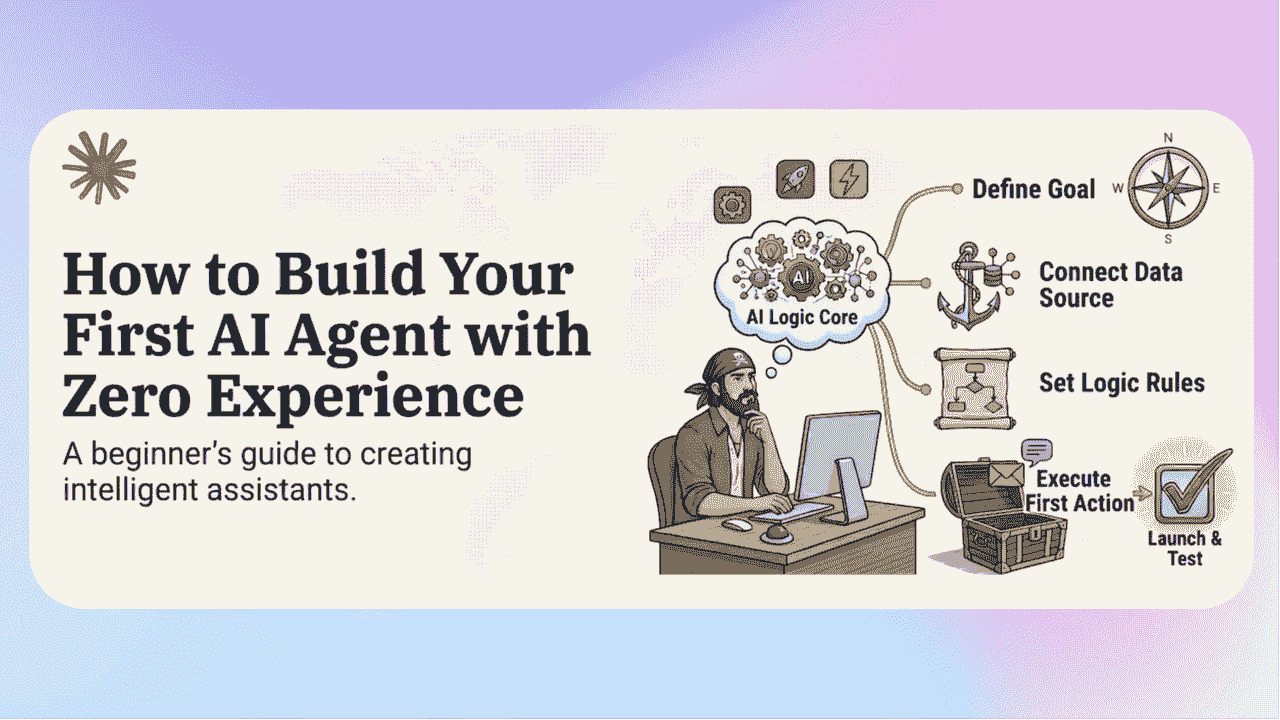 How to Build Your
First AI Agent with
Zero Experience
A beginner's guide to creating
intelligent assistants.
AI
AI Logic Core
Define Goal
N
W
E
S
Connect Data
Source
Set Logic Rules
Execute
First Action
Launch &
Test